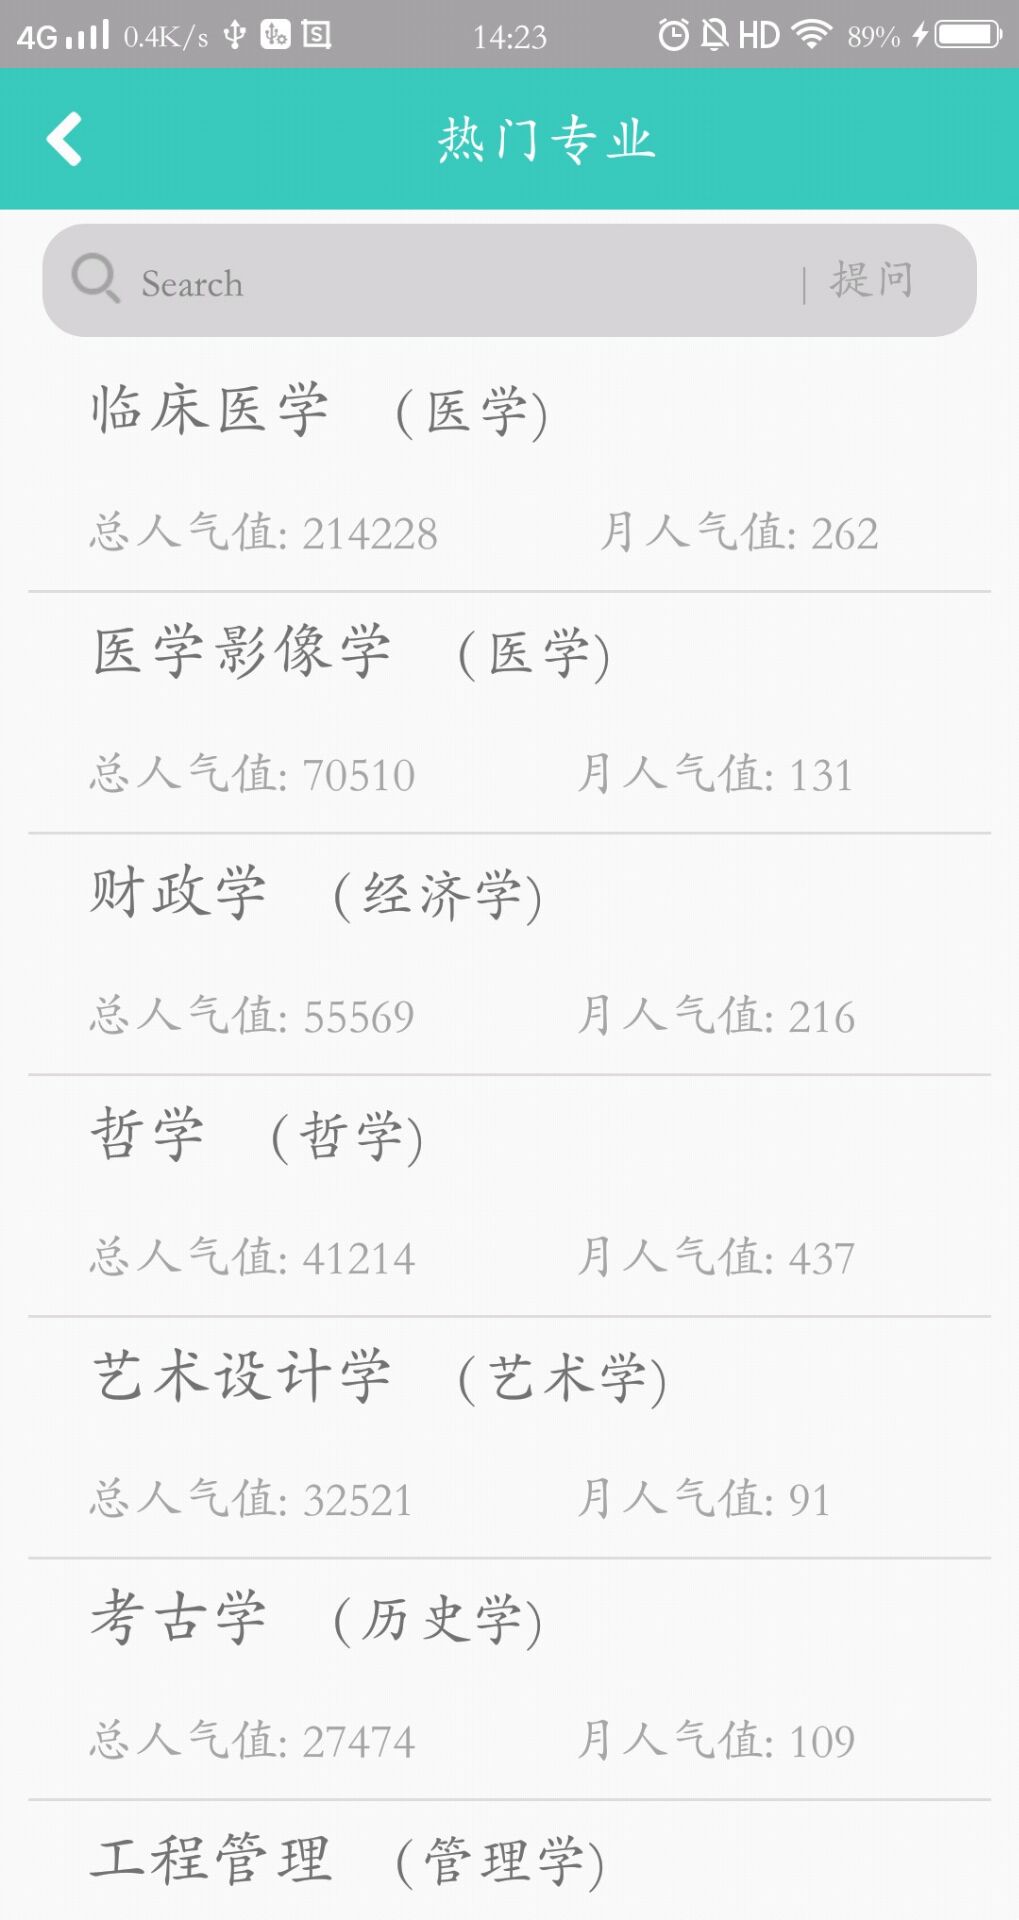 4G 0.4K/s 14:23 HD 89%
热门专业
Search | 提问
临床医学 (医学)
总人气值: 214228 月人气值: 262
医学影像学 (医学)
总人气值: 70510 月人气值: 131
财政学 (经济学)
总人气值: 55569 月人气值: 216
哲学 (哲学)
总人气值: 41214 月人气值: 437
艺术设计学 (艺术学)
总人气值: 32521 月人气值: 91
考古学 (历史学)
总人气值: 27474 月人气值: 109
工程管理 (管理学)